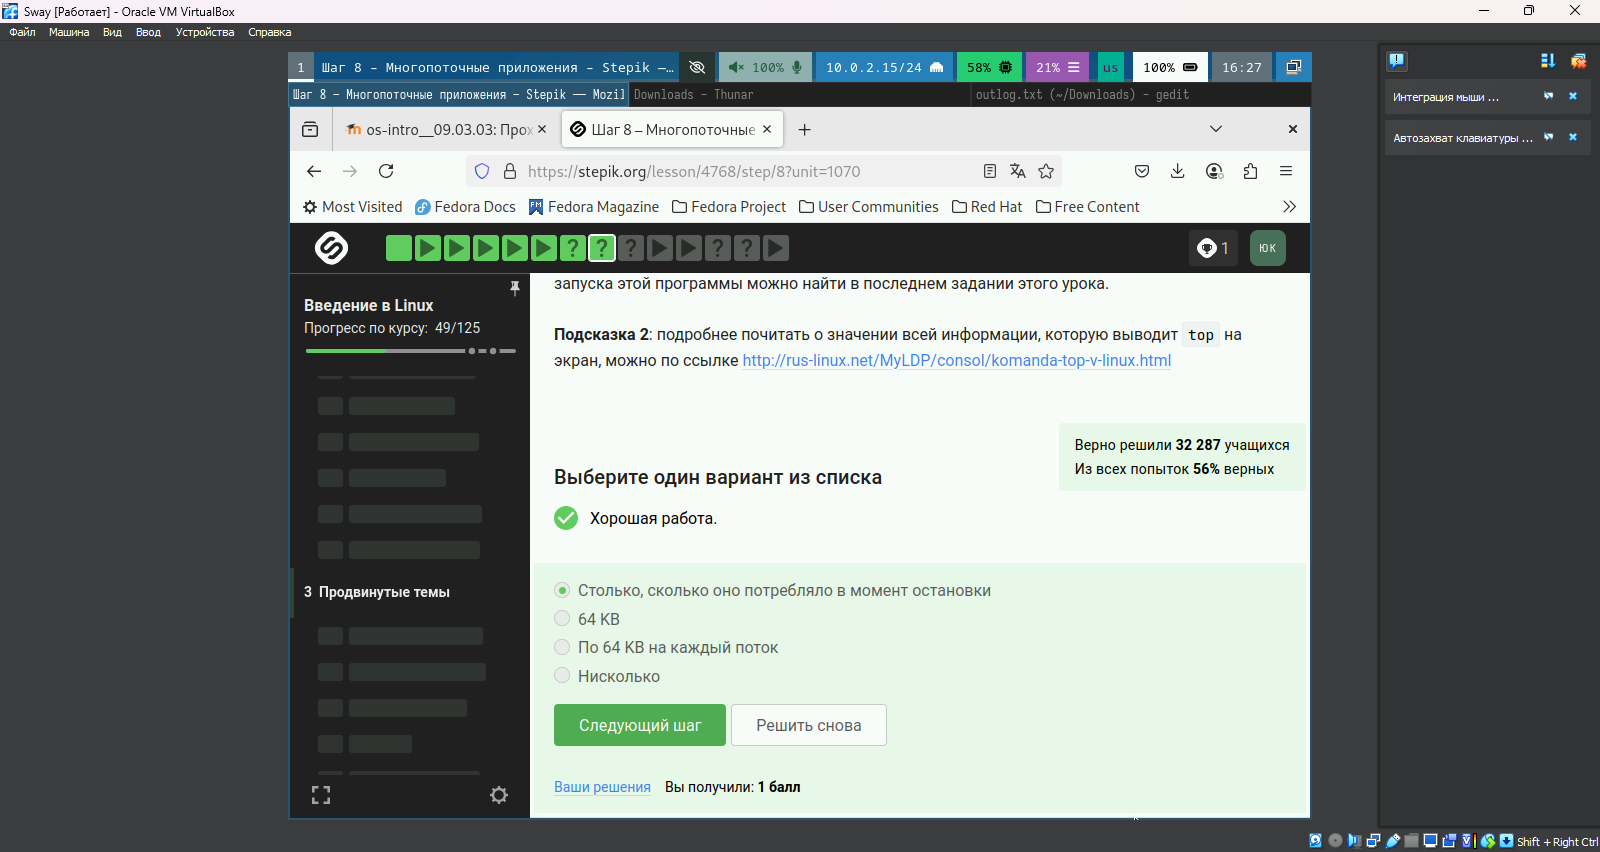 Sway [Работает] - Oracle VM VirtualBox
Файл Машина Вид Ввод Устройства Справка
1 Шаг 8 – Многопоточные приложения – Stepik —… 100% 10.0.2.15/24 58% 21% us 100% 16:27
Шаг 8 – Многопоточные приложения – Stepik — Mozil Downloads – Thunar outlog.txt (~/Downloads) – gedit
os-intro__09.03.03: Прох Шаг 8 – Многопоточные
https://stepik.org/lesson/4768/step/8?unit=1070
Most Visited Fedora Docs Fedora Magazine Fedora Project User Communities Red Hat Free Content
1 ЮК
Введение в Linux
Прогресс по курсу: 49/125
3 Продвинутые темы
запуска этой программы можно найти в последнем задании этого урока.
Подсказка 2: подробнее почитать о значении всей информации, которую выводит top на
экран, можно по ссылке http://rus-linux.net/MyLDP/consol/komanda-top-v-linux.html
Верно решили 32 287 учащихся
Из всех попыток 56% верных
Выберите один вариант из списка
Хорошая работа.
Столько, сколько оно потребляло в момент остановки
64 KB
По 64 KB на каждый поток
Нисколько
Следующий шаг Решить снова
Ваши решения Вы получили: 1 балл
Интеграция мыши ...
Автозахват клавиатуры ...
Shift + Right Ctrl